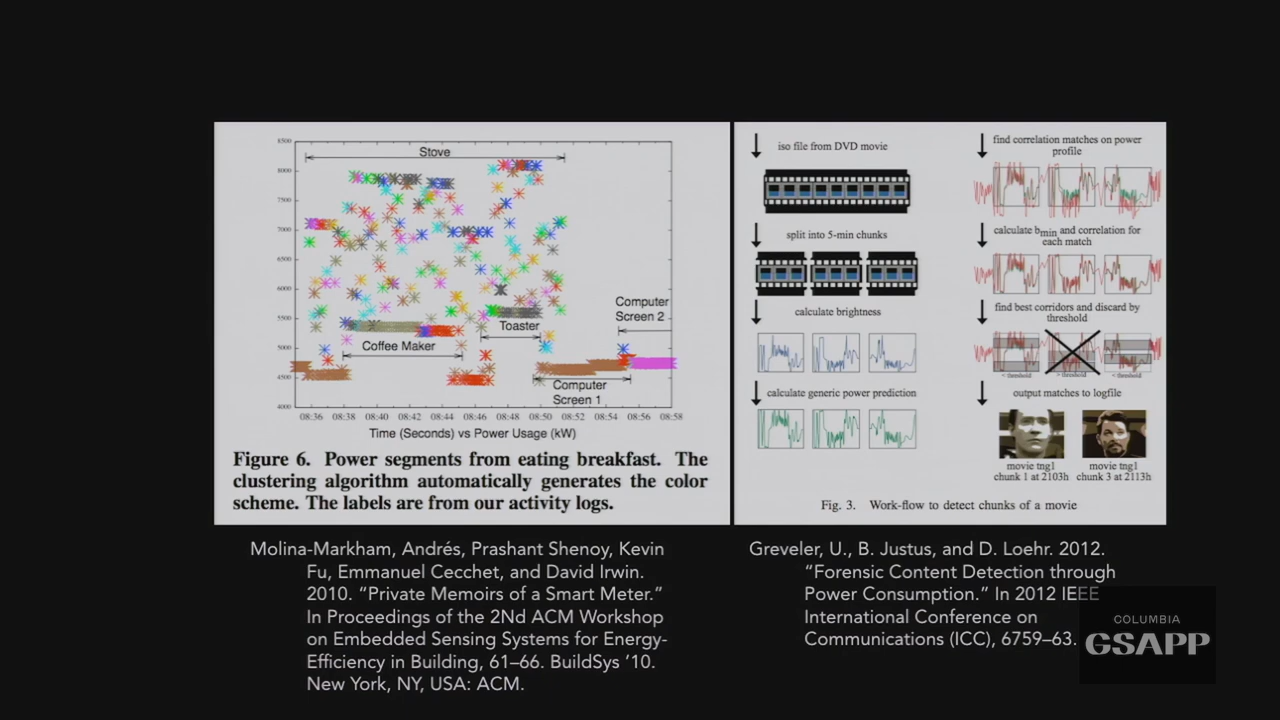 8500
8000
7500
7000
6500
6000
5500
5000
4500
4000
Stove
Coffee Maker
Toaster
Computer
Screen 2
Computer
Screen 1
08:36 08:38 08:40 08:42 08:44 08:46 08:48 08:50 08:52 08:54 08:56 08:58
Time (Seconds) vs Power Usage (kW)
Figure 6. Power segments from eating breakfast. The
clustering algorithm automatically generates the color
scheme. The labels are from our activity logs.
iso file from DVD movie
split into 5-min chunks
calculate brightness
calculate generic power prediction
find correlation matches on power
profile
calculate bmin and correlation for
each match
find best corridors and discard by
threshold
< threshold > threshold < threshold
output matches to logfile
movie tng1
chunk 1 at 2103h
movie tng1
chunk 3 at 2113h
Fig. 3. Work-flow to detect chunks of a movie
Molina-Markham, Andrés, Prashant Shenoy, Kevin
Fu, Emmanuel Cecchet, and David Irwin.
2010. “Private Memoirs of a Smart Meter.”
In Proceedings of the 2Nd ACM Workshop
on Embedded Sensing Systems for Energy-
Efficiency in Building, 61–66. BuildSys ’10.
New York, NY, USA: ACM.
Greveler, U., B. Justus, and D. Loehr. 2012.
“Forensic Content Detection through
Power Consumption.” In 2012 IEEE
International Conference on
Communications (ICC), 6759–63.
COLUMBIA
GSAPP